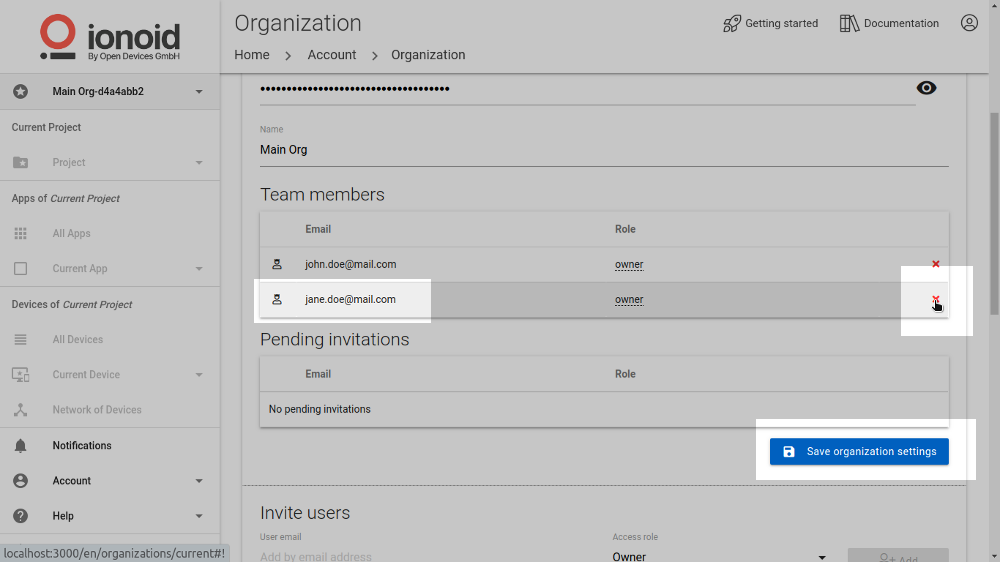 ionoid
By Open Devices GmbH
Main Org-d4a4abb2
Current Project
Project
Apps of Current Project
All Apps
Current App
Devices of Current Project
All Devices
Current Device
Network of Devices
Notifications
Account
Help
localhost:3000/en/organizations/current#!
Organization
Getting started
Documentation
Home > Account > Organization
••••••••••••••••••••••••••••••••••••
Name
Main Org
Team members
Email Role
john.doe@mail.com owner
jane.doe@mail.com owner
Pending invitations
Email Role
No pending invitations
Save organization settings
Invite users
User email Access role
Add by email address Owner Add